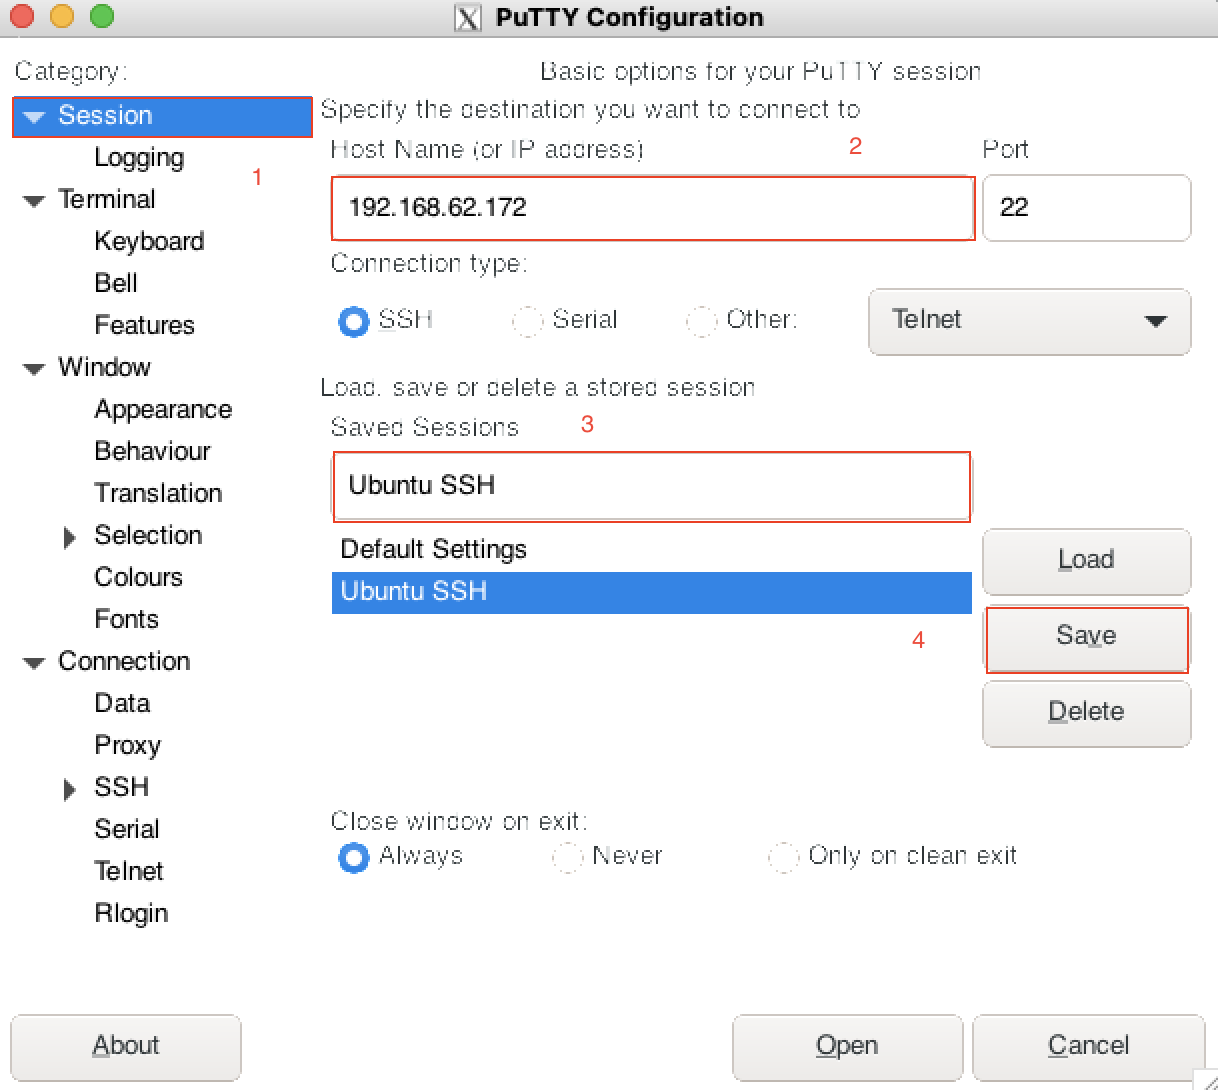 PuTTY Configuration
Category:
Session
Logging
1
Terminal
Keyboard
Bell
Features
Window
Appearance
Behaviour
Translation
Selection
Colours
Fonts
Connection
Data
Proxy
SSH
Serial
Telnet
Rlogin
Basic options for your PuTTY session
Specify the destination you want to connect to
Host Name (or IP address) 2 Port
192.168.62.172 22
Connection type:
SSH Serial Other: Telnet
Load, save or delete a stored session
Saved Sessions 3
Ubuntu SSH
Default Settings
Ubuntu SSH
Load
4 Save
Delete
Close window on exit:
Always Never Only on clean exit
About Open Cancel